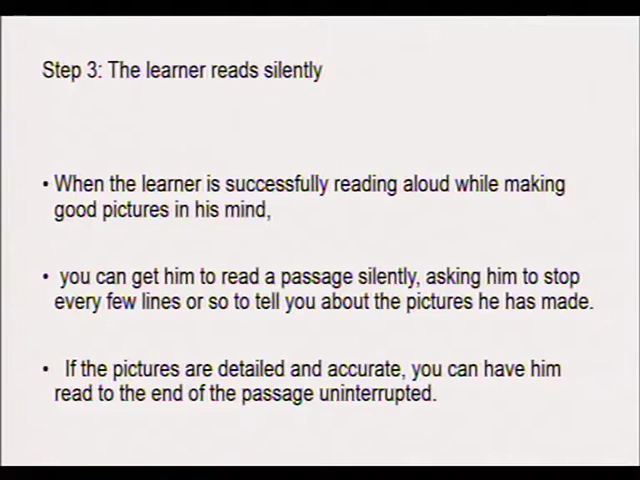 Step 3: The learner reads silently
• When the learner is successfully reading aloud while making
good pictures in his mind,
• you can get him to read a passage silently, asking him to stop
every few lines or so to tell you about the pictures he has made.
• If the pictures are detailed and accurate, you can have him
read to the end of the passage uninterrupted.